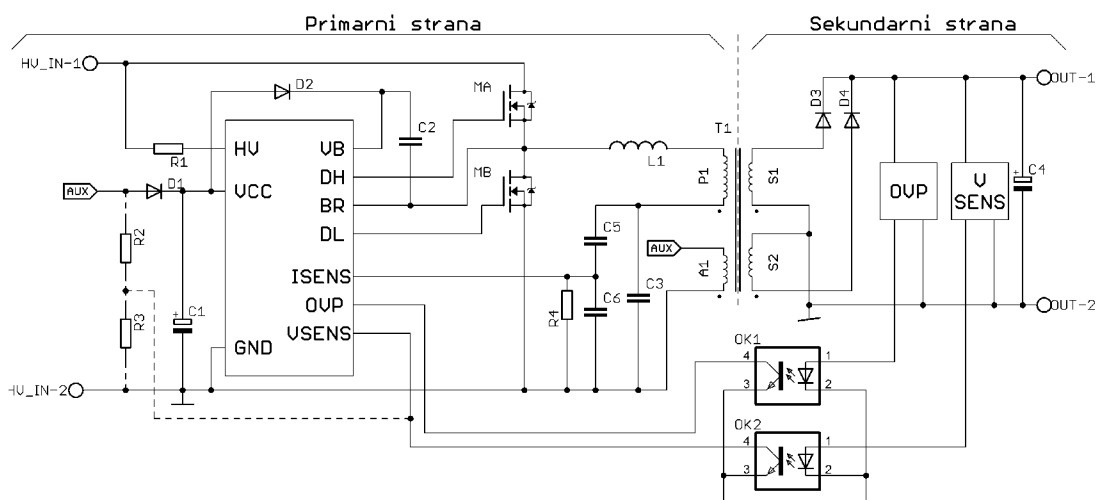 Primarni strana
Sekundarni strana
HV_IN-1
OUT-1
D2
MA
D3
D4
C2
T1
R1
HV
VB
L1
P1
S1
OVP
V
SENS
C4
AUX
D1
VCC
DH
MB
BR
DL
R2
C5
AUX
A1
S2
ISENS
C6
C3
R4
OVP
R3
C1
VSENS
OUT-2
GND
OK1
HV_IN-2
4
1
3
2
OK2
4
1
3
2